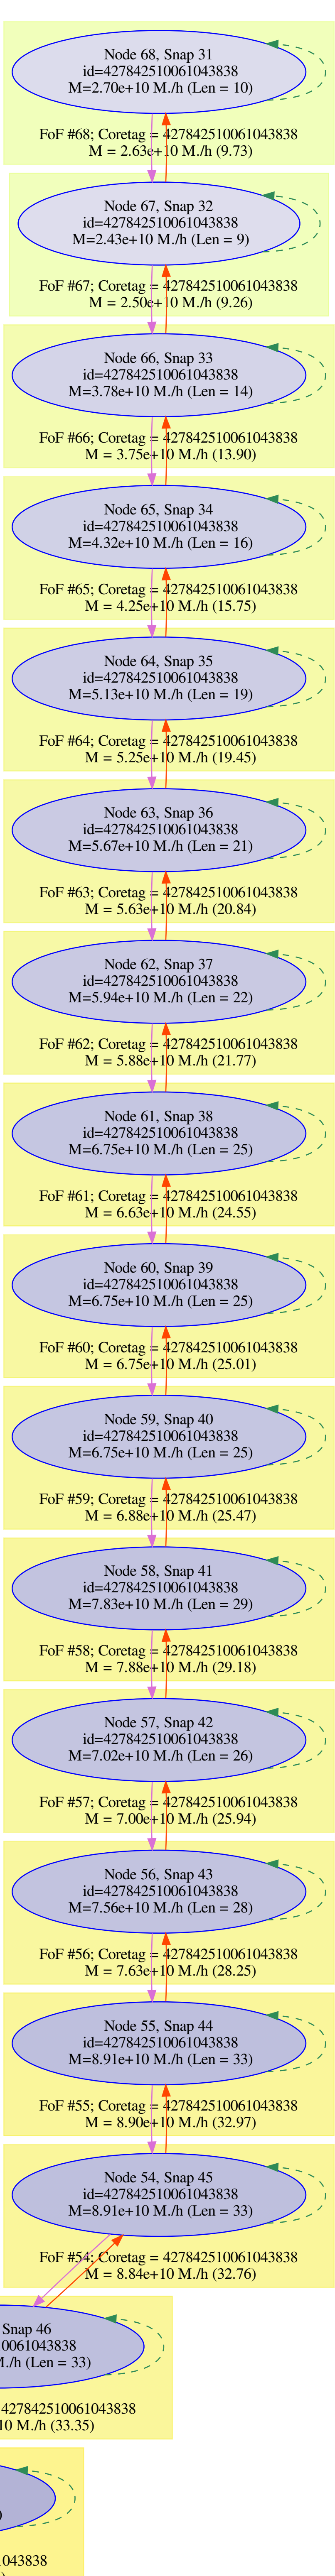 Node 68, Snap 31
id=427842510061043838
M=2.70e+10 M./h (Len = 10)
FoF #68; Coretag = 427842510061043838
M = 2.63e+10 M./h (9.73)
Node 67, Snap 32
id=427842510061043838
M=2.43e+10 M./h (Len = 9)
FoF #67; Coretag = 427842510061043838
M = 2.50e+10 M./h (9.26)
Node 66, Snap 33
id=427842510061043838
M=3.78e+10 M./h (Len = 14)
FoF #66; Coretag = 427842510061043838
M = 3.75e+10 M./h (13.90)
Node 65, Snap 34
id=427842510061043838
M=4.32e+10 M./h (Len = 16)
FoF #65; Coretag = 427842510061043838
M = 4.25e+10 M./h (15.75)
Node 64, Snap 35
id=427842510061043838
M=5.13e+10 M./h (Len = 19)
FoF #64; Coretag = 427842510061043838
M = 5.25e+10 M./h (19.45)
Node 63, Snap 36
id=427842510061043838
M=5.67e+10 M./h (Len = 21)
FoF #63; Coretag = 427842510061043838
M = 5.63e+10 M./h (20.84)
Node 62, Snap 37
id=427842510061043838
M=5.94e+10 M./h (Len = 22)
FoF #62; Coretag = 427842510061043838
M = 5.88e+10 M./h (21.77)
Node 61, Snap 38
id=427842510061043838
M=6.75e+10 M./h (Len = 25)
FoF #61; Coretag = 427842510061043838
M = 6.63e+10 M./h (24.55)
Node 60, Snap 39
id=427842510061043838
M=6.75e+10 M./h (Len = 25)
FoF #60; Coretag = 427842510061043838
M = 6.75e+10 M./h (25.01)
Node 59, Snap 40
id=427842510061043838
M=6.75e+10 M./h (Len = 25)
FoF #59; Coretag = 427842510061043838
M = 6.88e+10 M./h (25.47)
Node 58, Snap 41
id=427842510061043838
M=7.83e+10 M./h (Len = 29)
FoF #58; Coretag = 427842510061043838
M = 7.88e+10 M./h (29.18)
Node 57, Snap 42
id=427842510061043838
M=7.02e+10 M./h (Len = 26)
FoF #57; Coretag = 427842510061043838
M = 7.00e+10 M./h (25.94)
Node 56, Snap 43
id=427842510061043838
M=7.56e+10 M./h (Len = 28)
FoF #56; Coretag = 427842510061043838
M = 7.63e+10 M./h (28.25)
Node 55, Snap 44
id=427842510061043838
M=8.91e+10 M./h (Len = 33)
FoF #55; Coretag = 427842510061043838
M = 8.90e+10 M./h (32.97)
Node 54, Snap 45
id=427842510061043838
M=8.91e+10 M./h (Len = 33)
FoF #54; Coretag = 427842510061043838
M = 8.84e+10 M./h (32.76)
Snap 46
0061043838
M./h (Len = 33)
427842510061043838
10 M./h (33.35)
)
043838